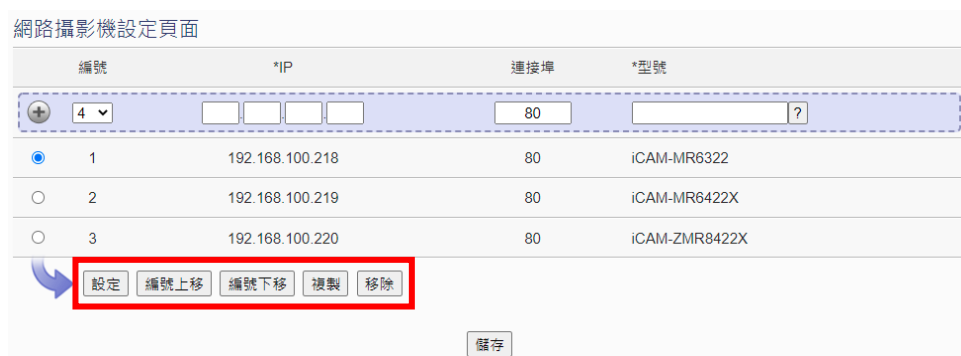 網路攝影機設定頁面
編號 *IP 連接埠 *型號
4 . . . 80 ?
1 192.168.100.218 80 iCAM-MR6322
2 192.168.100.219 80 iCAM-MR6422X
3 192.168.100.220 80 iCAM-ZMR8422X
設定 編號上移 編號下移 複製 移除
儲存